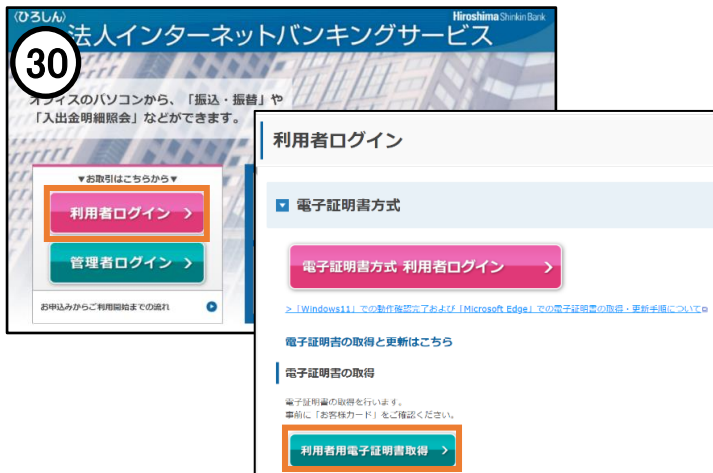 〈ひろしん〉
Hiroshima Shinkin Bank
法人インターネットバンキングサービス
30
オフィスのパソコンから、「振込・振替」や
「入出金明細照会」などができます。
▼お取引はこちらから▼
利用者ログイン >
管理者ログイン >
お申込みからご利用開始までの流れ
利用者ログイン
電子証明書方式
電子証明書方式 利用者ログイン >
>「Windows11」での動作確認完了および「Microsoft Edge」での電子証明書の取得・更新手順について
電子証明書の取得と更新はこちら
電子証明書の取得
電子証明書の取得を行います。
事前に「お客様カード」をご確認ください。
利用者用電子証明書取得 >